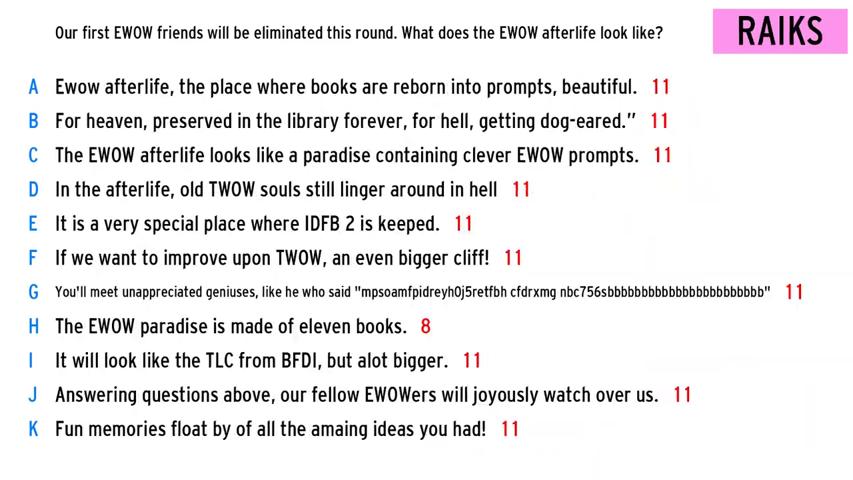 Our first EWOW friends will be eliminated this round. What does the EWOW afterlife look like?
RAIKS
A Ewow afterlife, the place where books are reborn into prompts, beautiful. 11
B For heaven, preserved in the library forever, for hell, getting dog-eared." 11
C The EWOW afterlife looks like a paradise containing clever EWOW prompts. 11
D In the afterlife, old TWOW souls still linger around in hell 11
E It is a very special place where IDFB 2 is keeped. 11
F If we want to improve upon TWOW, an even bigger cliff! 11
G You'll meet unappreciated geniuses, like he who said "mpsoamfpidreyh0j5retfbh cfdrxmg nbc756sbbbbbbbbbbbbbbbbbbbbbbbb" 11
H The EWOW paradise is made of eleven books. 8
I It will look like the TLC from BFDI, but alot bigger. 11
J Answering questions above, our fellow EWOWers will joyously watch over us. 11
K Fun memories float by of all the amaing ideas you had! 11